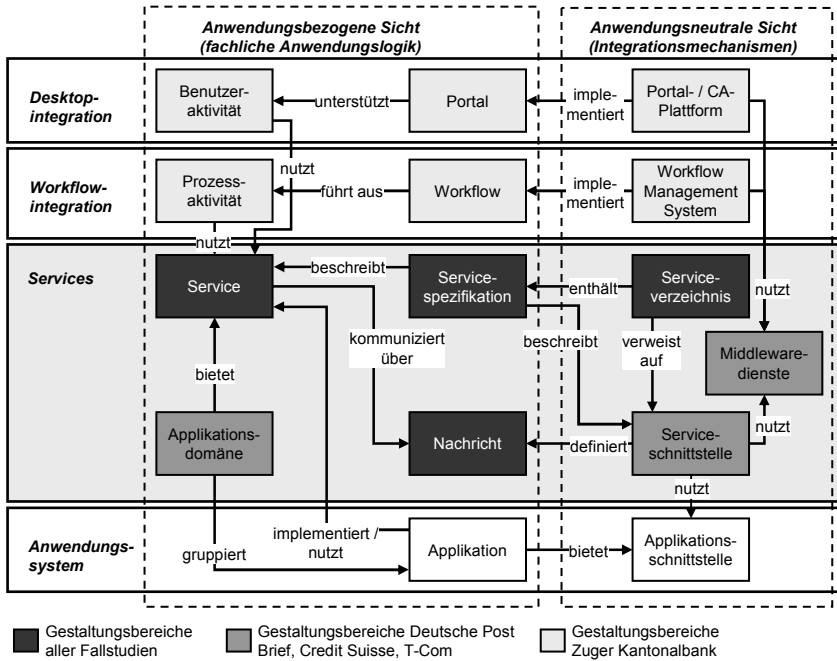 Anwendungsbezogene Sicht
(fachliche Anwendungslogik)
Anwendungsneutrale Sicht
(Integrationsmechanismen)
Desktop-
integration
Benutzer-
aktivität
unterstützt
Portal
imple-
mentiert
Portal- / CA-
Plattform
nutzt
Workflow-
integration
Prozess-
aktivität
führt aus
Workflow
imple-
mentiert
Workflow
Management
System
nutzt
Services
Service
beschreibt
Service-
spezifikation
enthält
Service-
verzeichnis
nutzt
kommuniziert
über
beschreibt
verweist
auf
Middleware-
dienste
bietet
Applikations-
domäne
Nachricht
definiert
Service-
schnittstelle
nutzt
nutzt
Anwendungs-
system
gruppiert
implementiert /
nutzt
Applikation
bietet
Applikations-
schnittstelle
Gestaltungsbereiche
aller Fallstudien
Gestaltungsbereiche Deutsche Post
Brief, Credit Suisse, T-Com
Gestaltungsbereiche
Zuger Kantonalbank